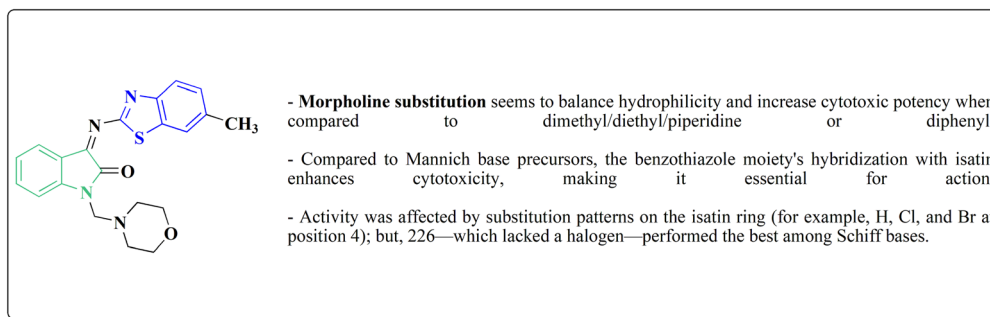 N
N
S
CH3
O
N
N
O
- Morpholine substitution seems to balance hydrophilicity and increase cytotoxic potency when
compared to dimethyl/diethyl/piperidine or diphenyl
- Compared to Mannich base precursors, the benzothiazole moiety's hybridization with isatin
enhances cytotoxicity, making it essential for action
- Activity was affected by substitution patterns on the isatin ring (for example, H, Cl, and Br a
position 4); but, 226—which lacked a halogen—performed the best among Schiff bases.